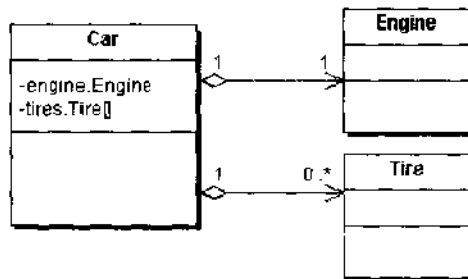 Car
Engine
-engine.Engine
-tires.Tire[]
1
1
1
0..*
Tire